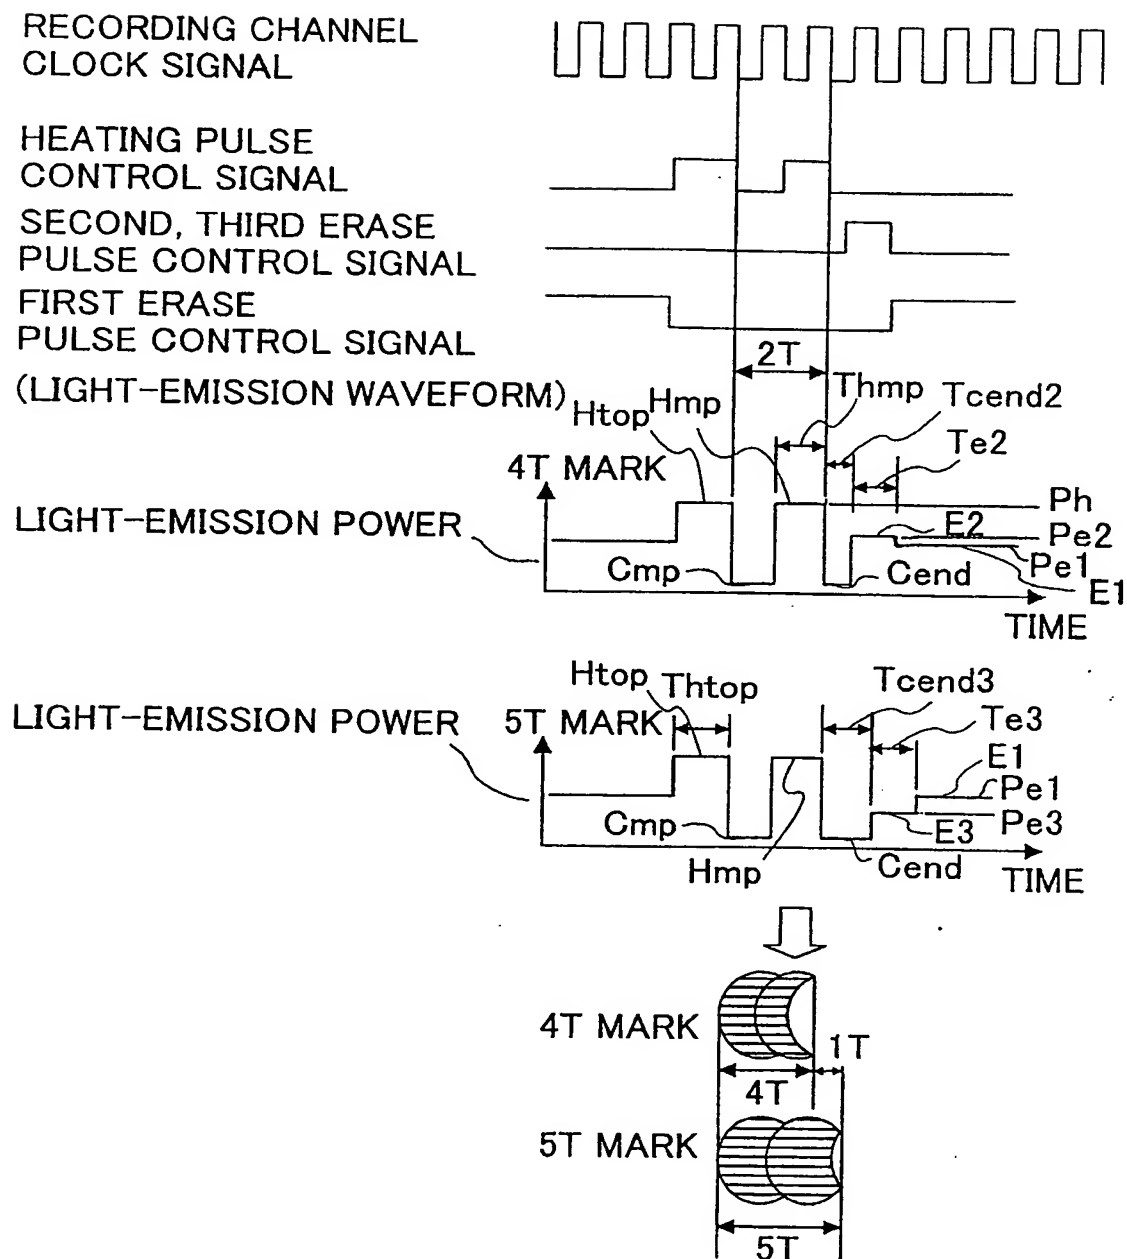 RECORDING CHANNEL
CLOCK SIGNAL
HEATING PULSE
CONTROL SIGNAL
SECOND, THIRD ERASE
PULSE CONTROL SIGNAL
FIRST ERASE
PULSE CONTROL SIGNAL
2T
(LIGHT-EMISSION WAVEFORM)
Htop
Hmp
Thmp
Tcend2
Te2
4T MARK
Ph
LIGHT-EMISSION POWER
E2
Pe2
Pe1
Cmp
Cend
E1
TIME
Htop
Thtop
Tcend3
LIGHT-EMISSION POWER
5T MARK
Te3
E1
Pe1
Cmp
E3
Pe3
Hmp
Cend
TIME
4T MARK
1T
4T
5T MARK
5T